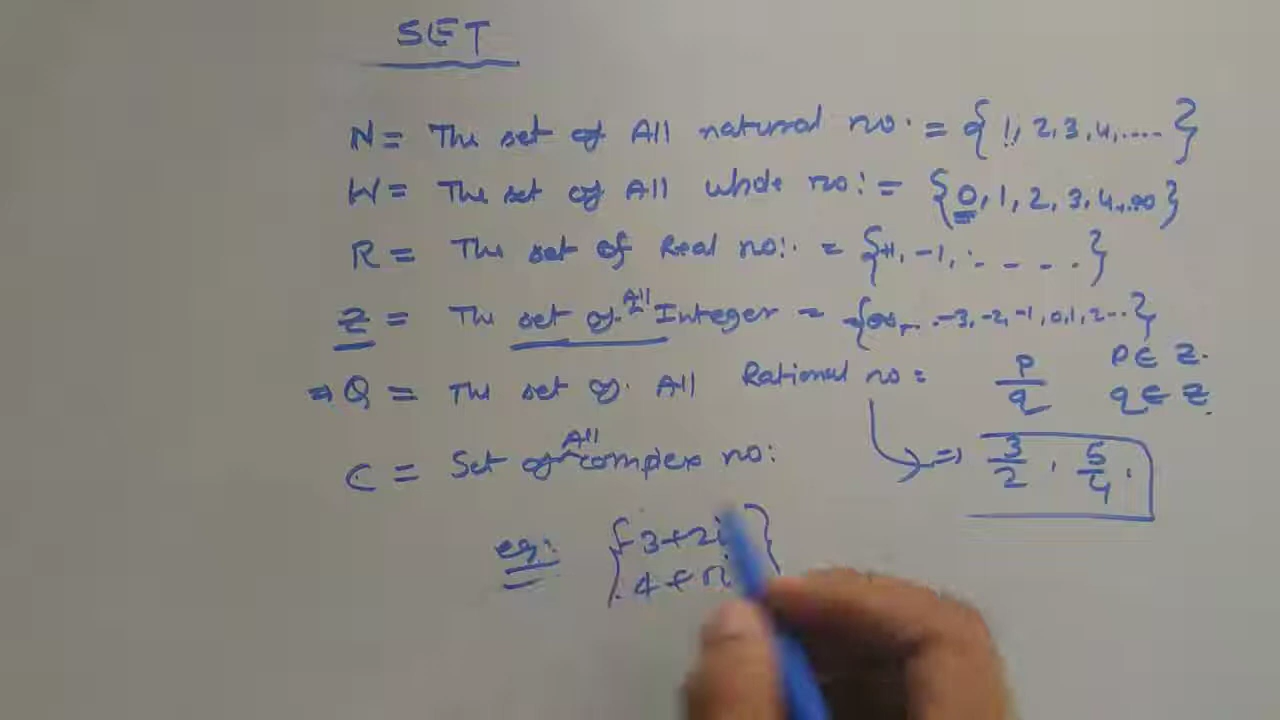 SET
N = The set of All natural no. = {1, 2, 3, 4, ..... }
W = The set of All whole no: = {0, 1, 2, 3, 4, ..∞}
R = The set of Real no: = {+1, -1, . - - - . }
Z = The set of All Integer = {∞, .. -3, -2, -1, 0, 1, 2 ...}
⇒ Q = The set of All Rational no = p/q p ∈ Z. q ∈ Z.
⇒ 3/2 , 5/4 .
C = Set of All complex no:
eg: { 3+2i
4 +